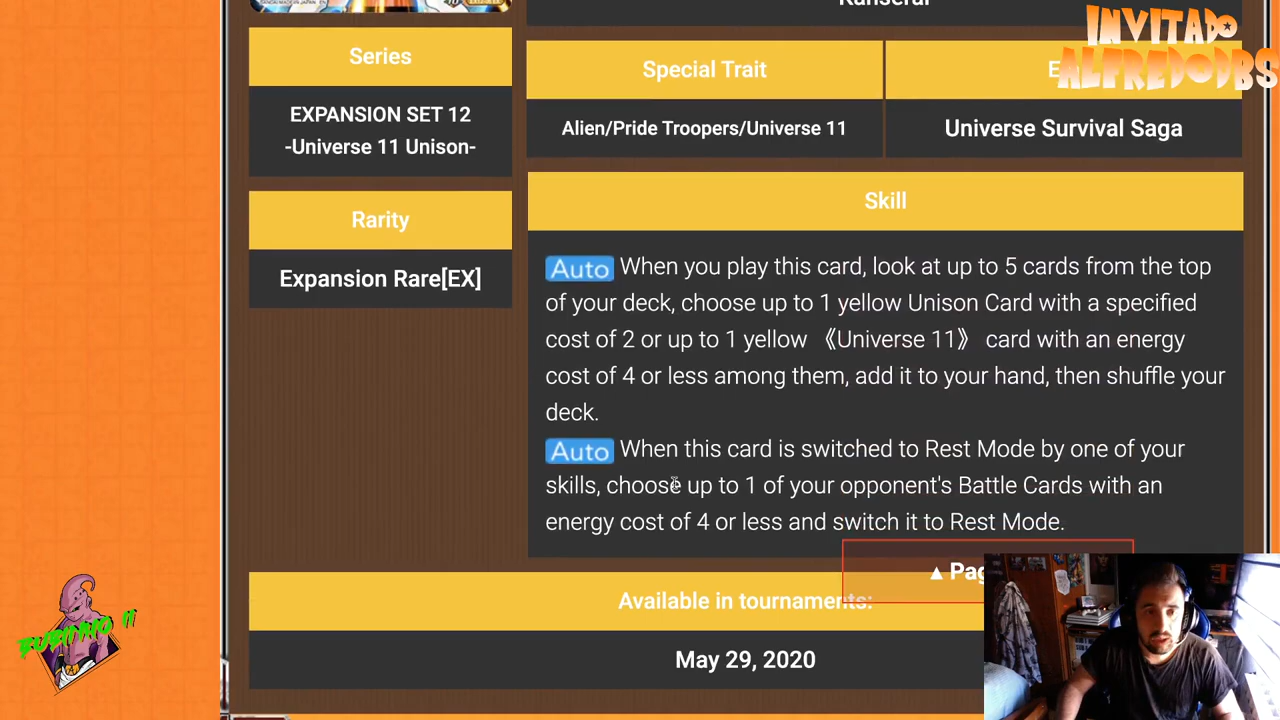 INVITADO
ALFREDODBS
Series
Special Trait
EXPANSION SET 12
-Universe 11 Unison-
Alien/Pride Troopers/Universe 11
Universe Survival Saga
Rarity
Skill
Expansion Rare[EX]
Auto When you play this card, look at up to 5 cards from the top
of your deck, choose up to 1 yellow Unison Card with a specified
cost of 2 or up to 1 yellow 《Universe 11》 card with an energy
cost of 4 or less among them, add it to your hand, then shuffle your
deck.
Auto When this card is switched to Rest Mode by one of your
skills, choose up to 1 of your opponent's Battle Cards with an
energy cost of 4 or less and switch it to Rest Mode.
Available in tournaments:
May 29, 2020